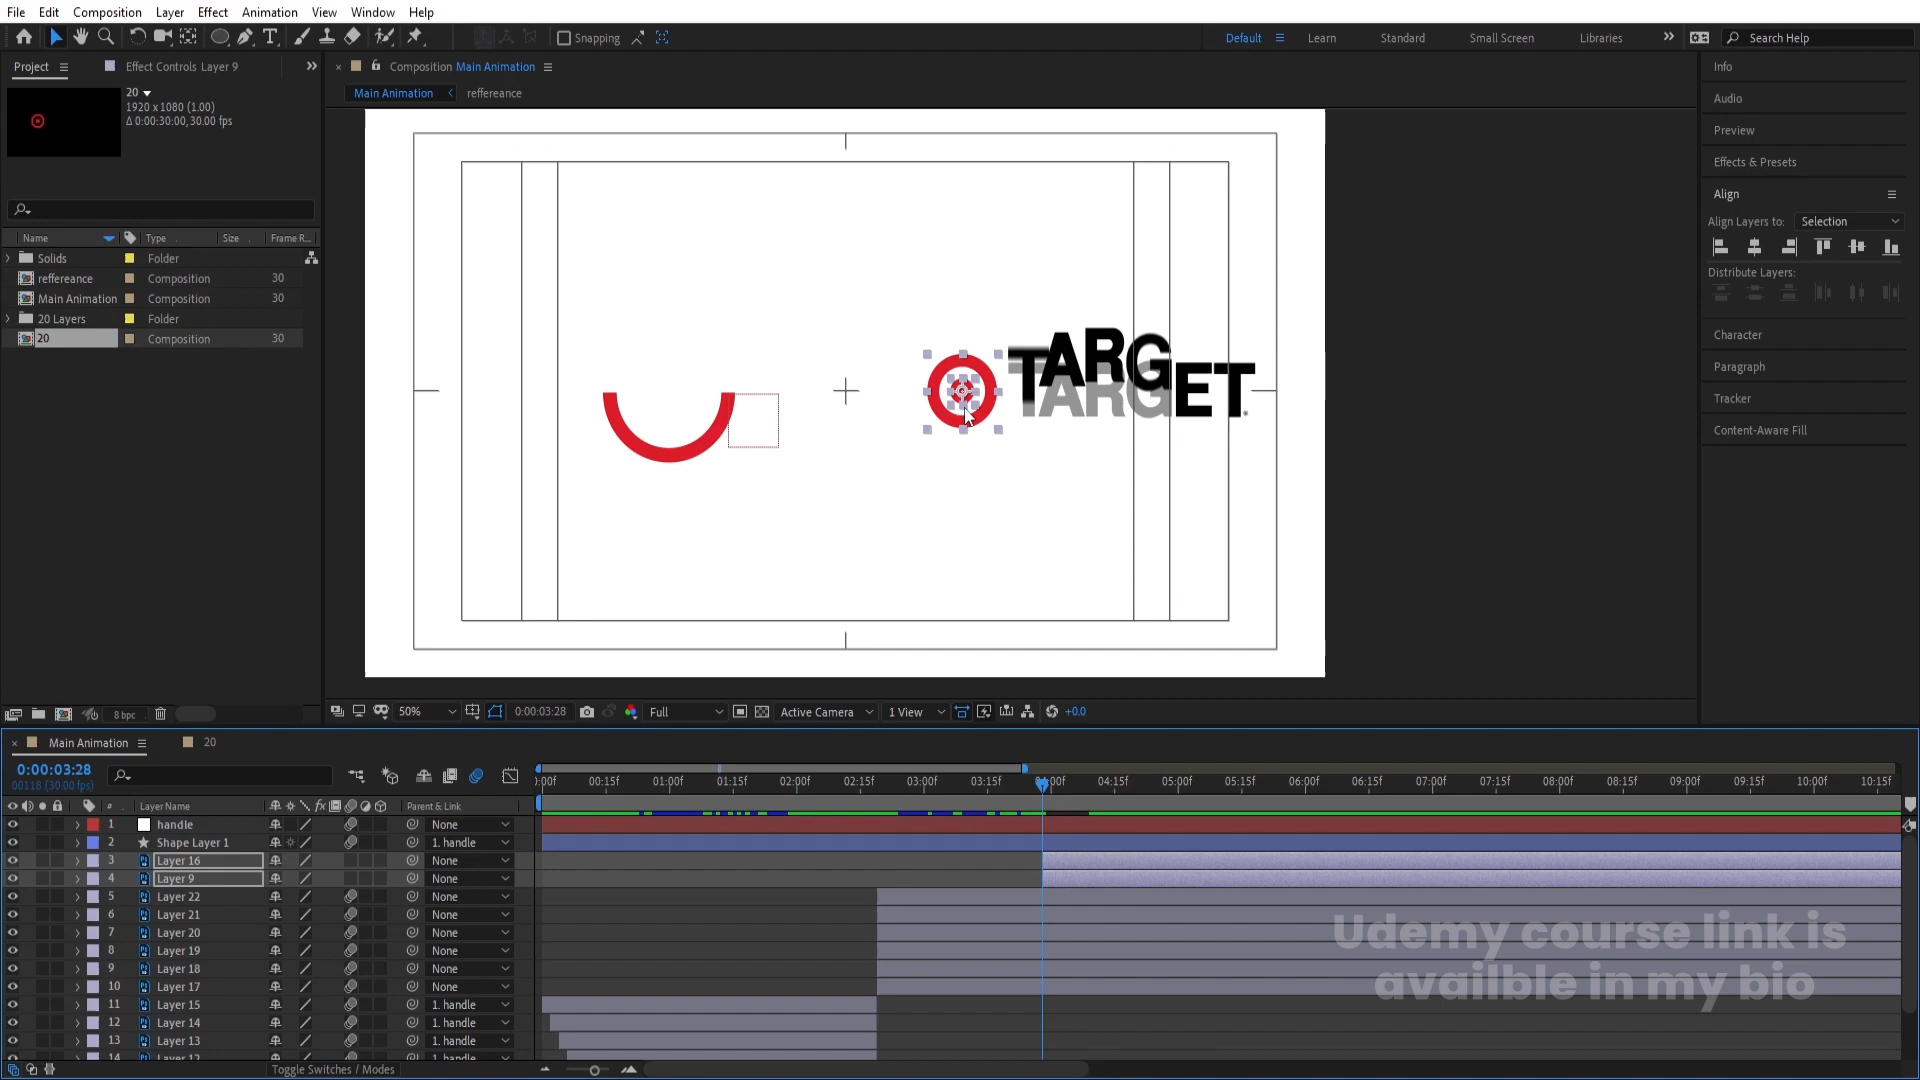 File Edit Composition Layer Effect Animation View Window Help
Snapping
Default
Learn
Standard
Small Screen
Libraries
Search Help
Project
Effect Controls Layer 9
20
1920 x 1080 (1.00)
Δ 0:00:30:00, 30.00 fps
Name Type Size Frame R...
Solids Folder
reffereance Composition 30
Main Animation Composition 30
20 Layers Folder
20 Composition 30
8 bpc
Composition Main Animation
Main Animation
reffereance
TARGET
TARGET
50%
0:00:03:28
Full
Active Camera
1 View
+0.0
Info
Audio
Preview
Effects & Presets
Align
Align Layers to: Selection
Distribute Layers:
Character
Paragraph
Tracker
Content-Aware Fill
Main Animation
20
0:00:03:28
00118 (30.00 fps)
:00f 00:15f 01:00f 01:15f 02:00f 02:15f 03:00f 03:15f 04:00f 04:15f 05:00f 05:15f 06:00f 06:15f 07:00f 07:15f 08:00f 08:15f 09:00f 09:15f 10:00f 10:15f
# Layer Name fx Parent & Link
1 handle None
2 Shape Layer 1 1. handle
3 Layer 16 None
4 Layer 9 None
5 Layer 22 None
6 Layer 21 None
7 Layer 20 None
8 Layer 19 None
9 Layer 18 None
10 Layer 17 None
11 Layer 15 1. handle
12 Layer 14 1. handle
13 Layer 13 1. handle
14 Layer 12 1. handle
Toggle Switches / Modes
Udemy course link is
availble in my bio